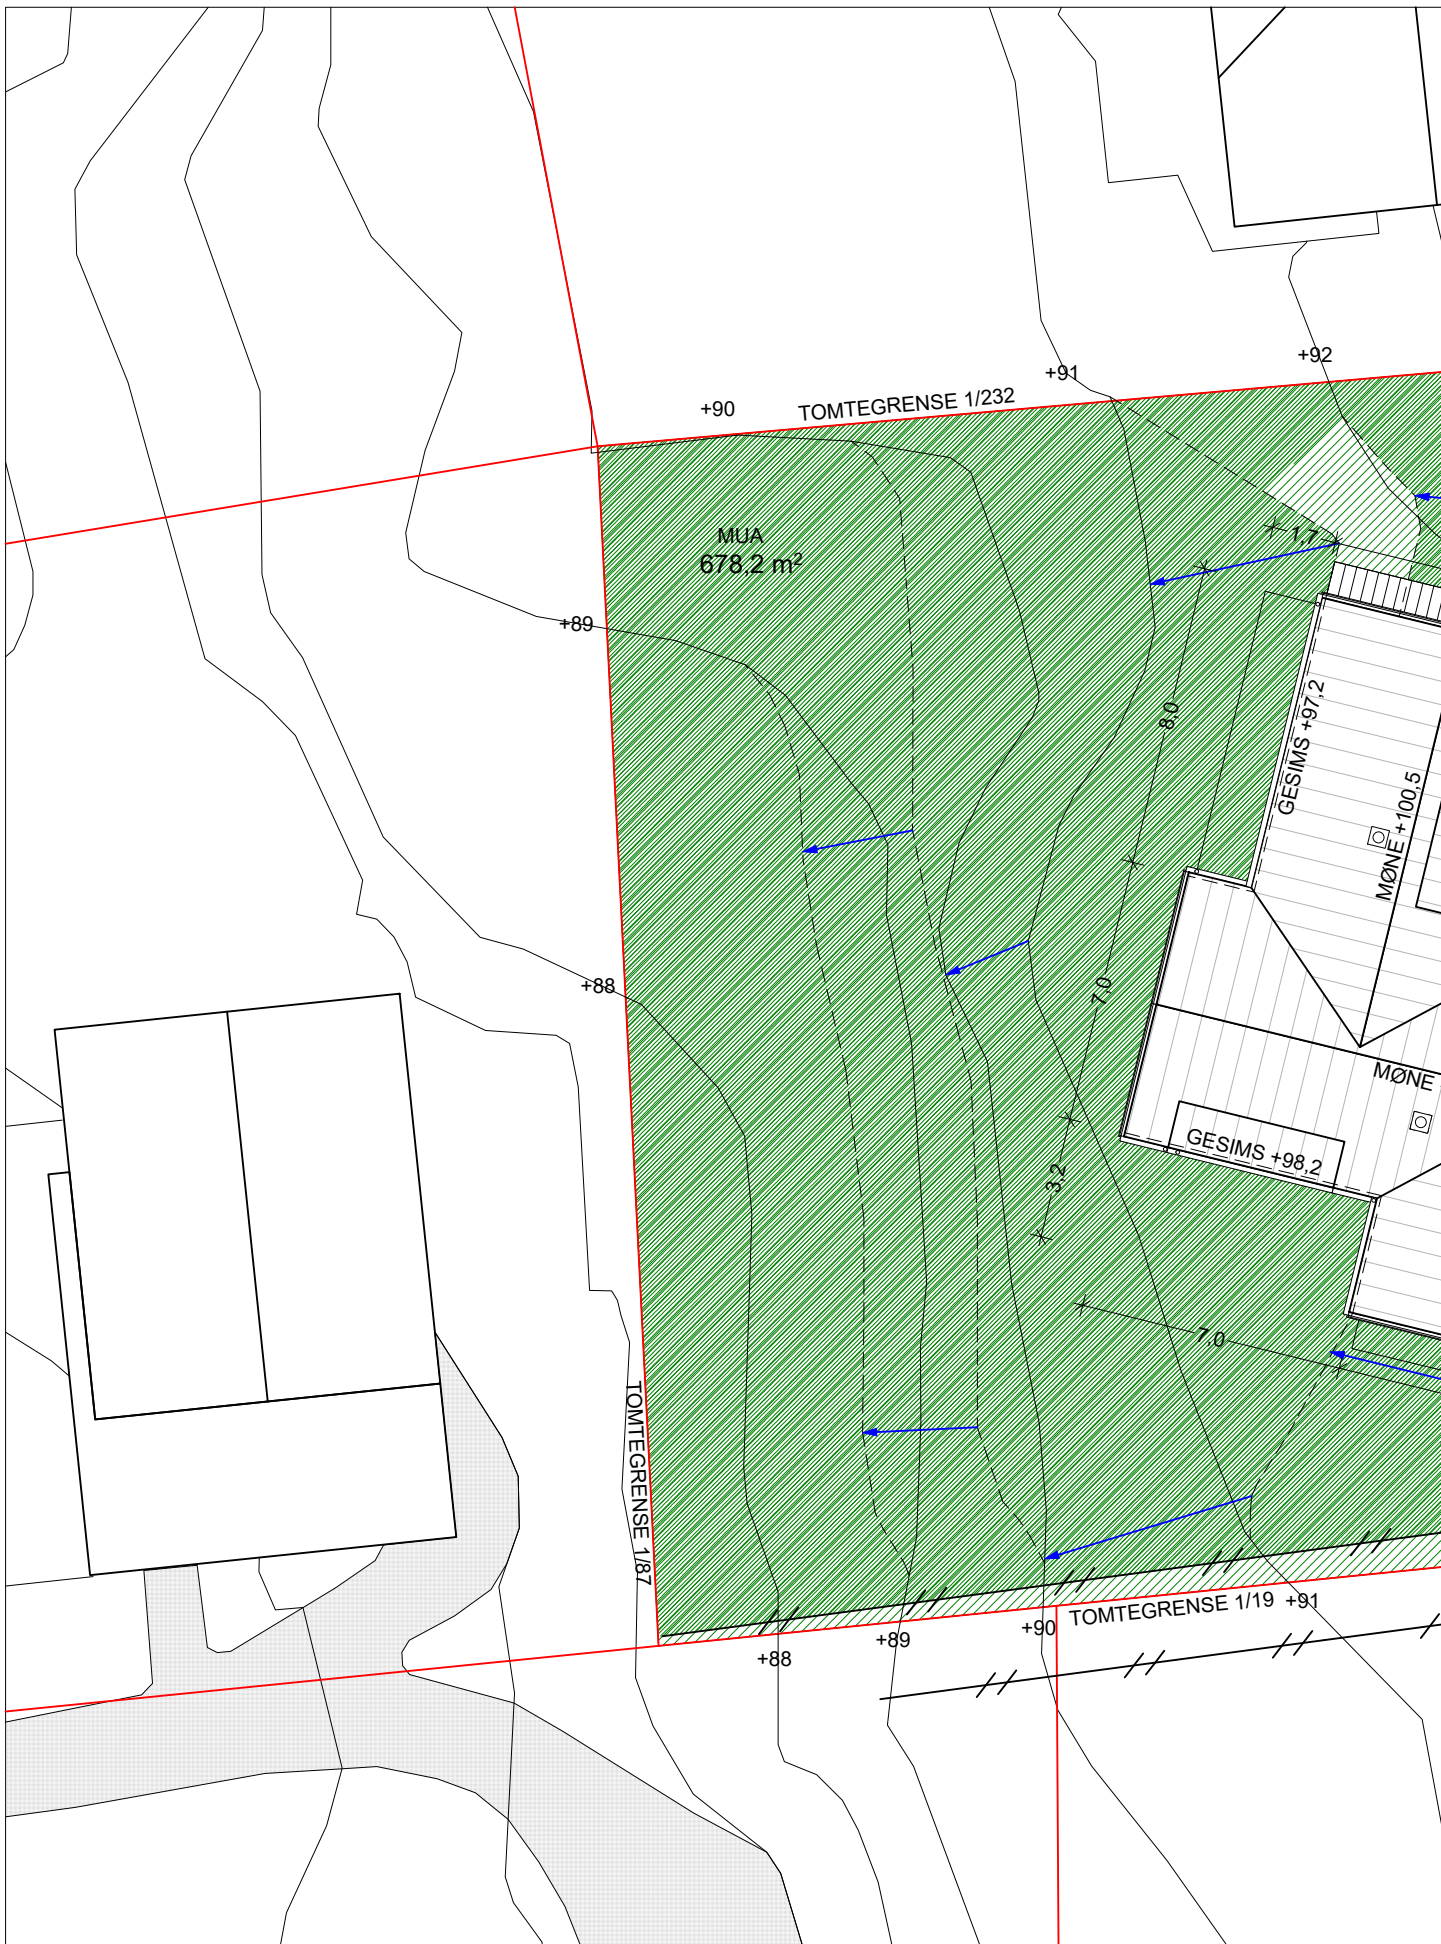 +92
+91
+90
TOMTEGRENSE 1/232
MUA
678,2 m²
1,7
+89
8,0
GESIMS +97,2
MØNE +100,5
+88
7,0
MØNE
GESIMS +98,2
3,2
7,0
TOMTEGRENSE 1/87
TOMTEGRENSE 1/19
+91
+90
+89
+88